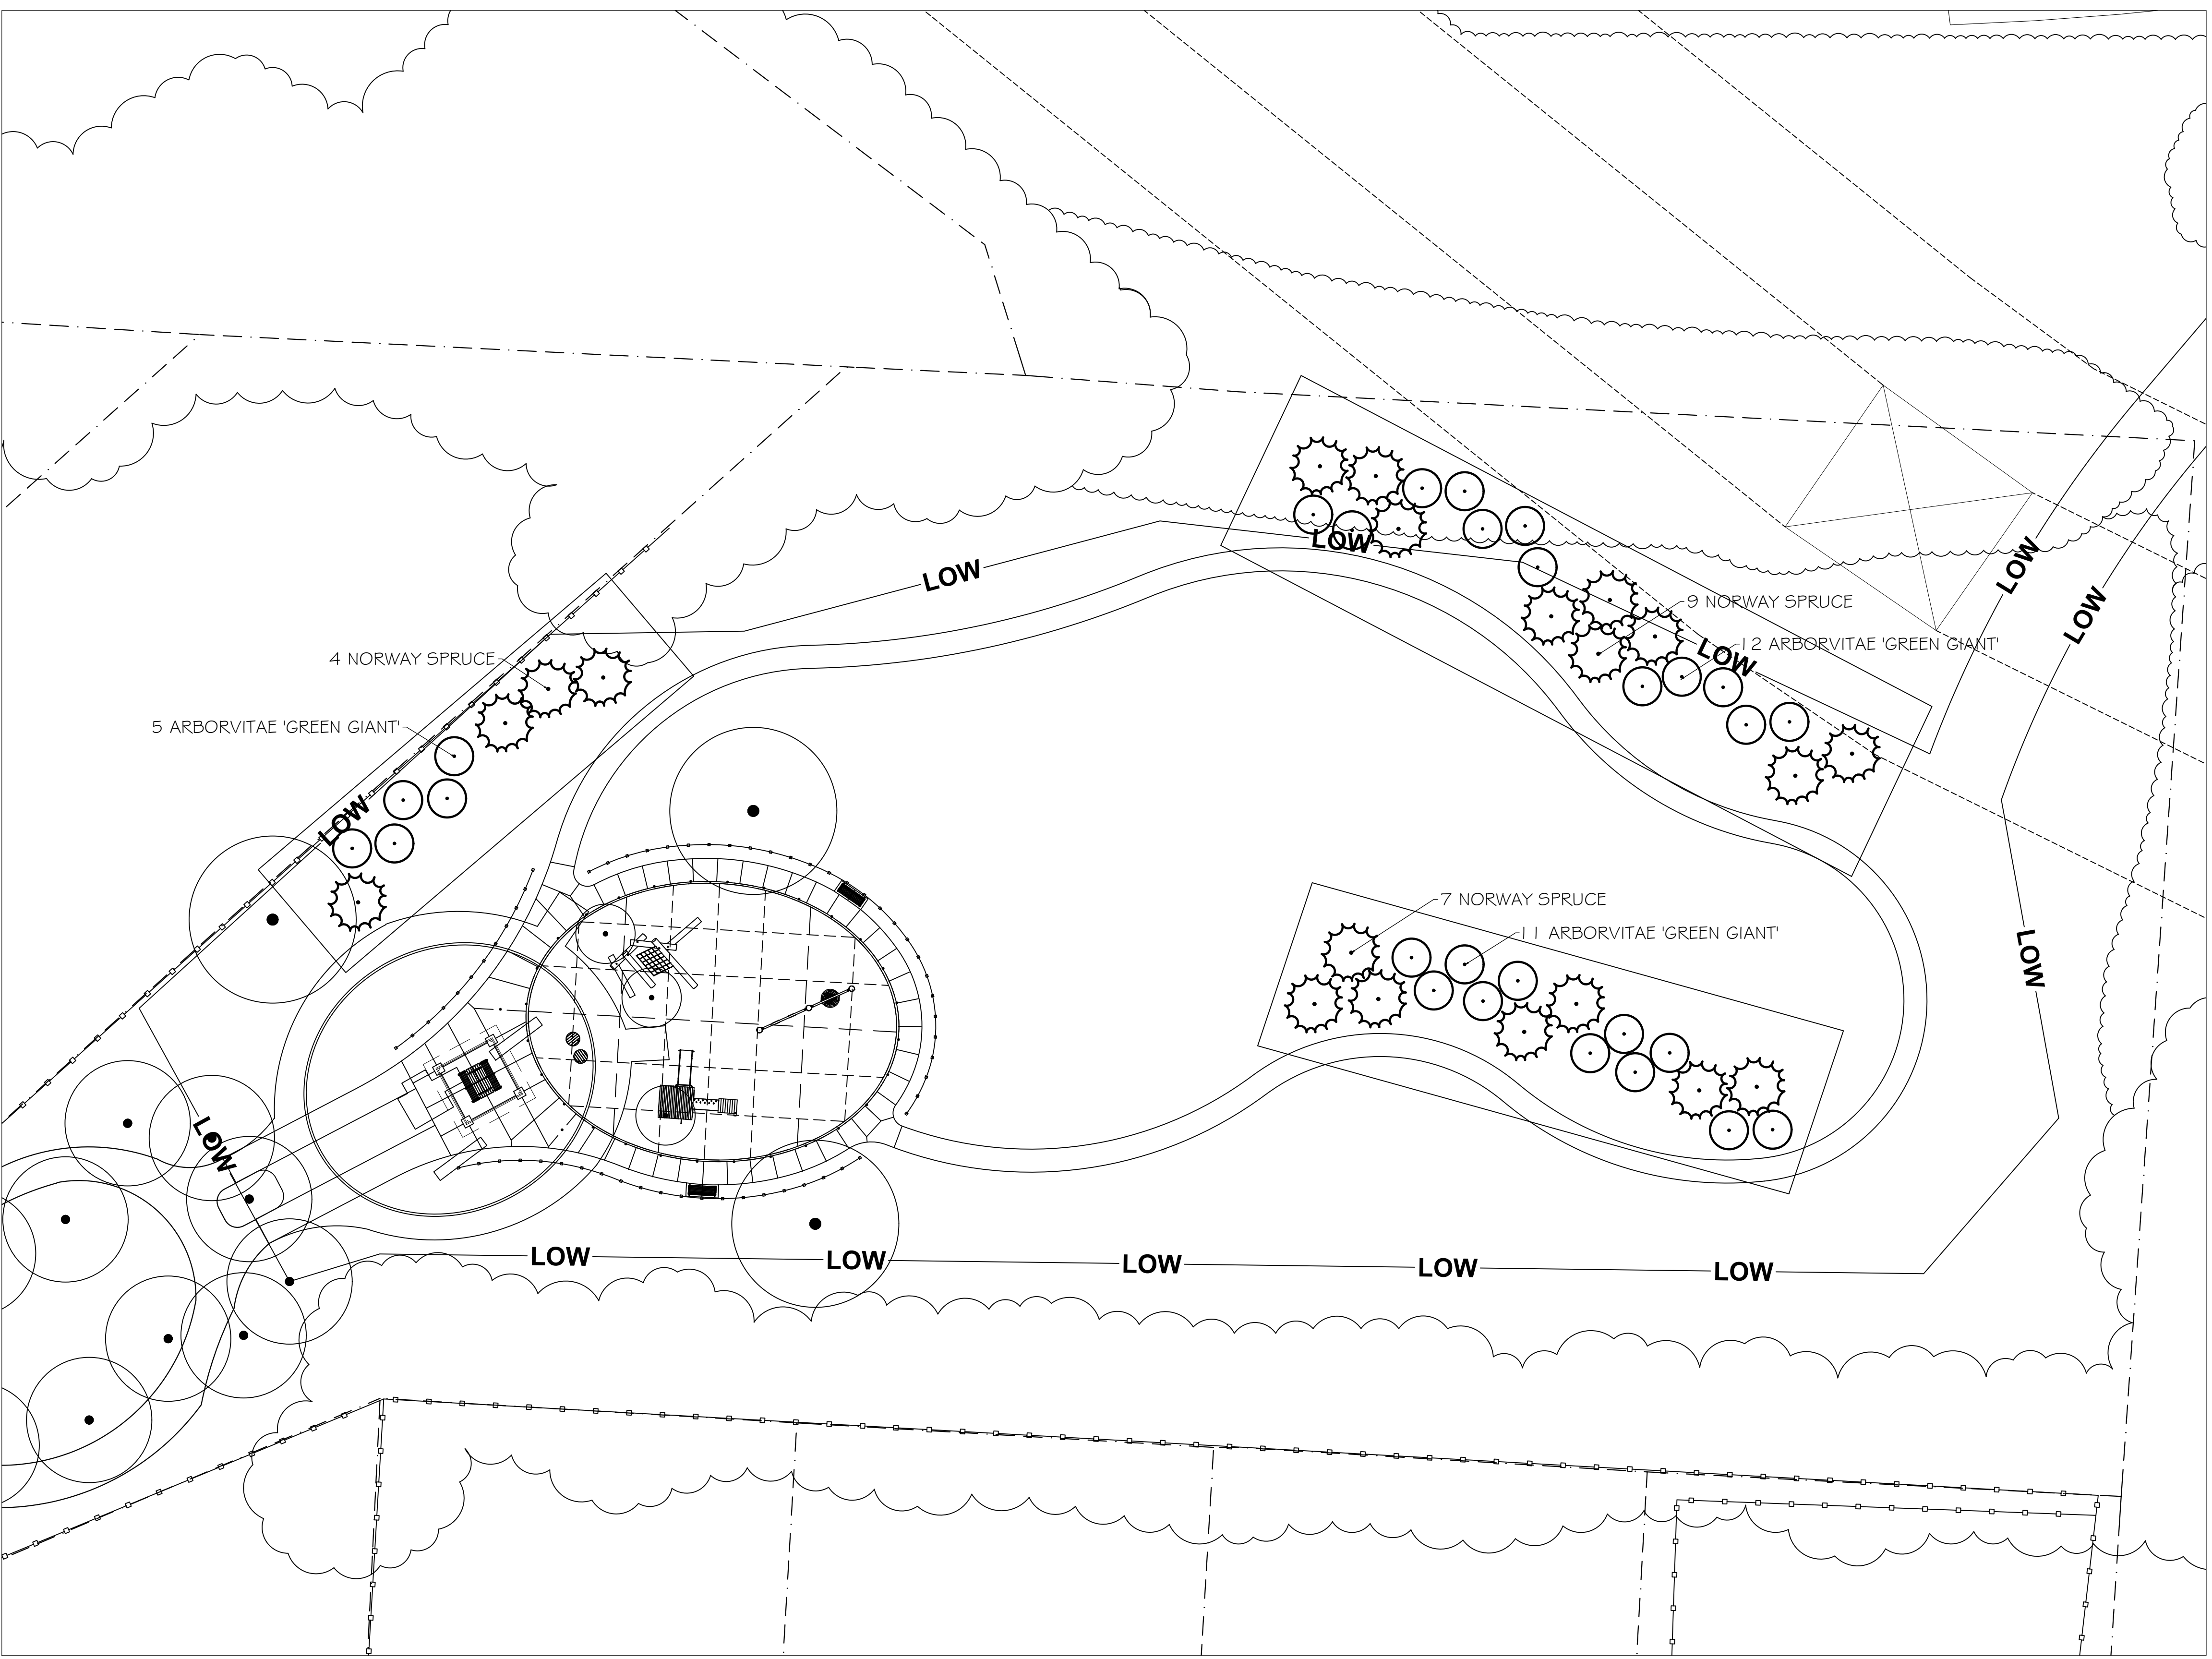 LOW
LOW
LOW
LOW
9 NORWAY SPRUCE
12 ARBORVITAE 'GREEN GIANT'
LOW
4 NORWAY SPRUCE
5 ARBORVITAE 'GREEN GIANT'
LOW
7 NORWAY SPRUCE
11 ARBORVITAE 'GREEN GIANT'
LOW
LOW
LOW
LOW
LOW
LOW
LOW